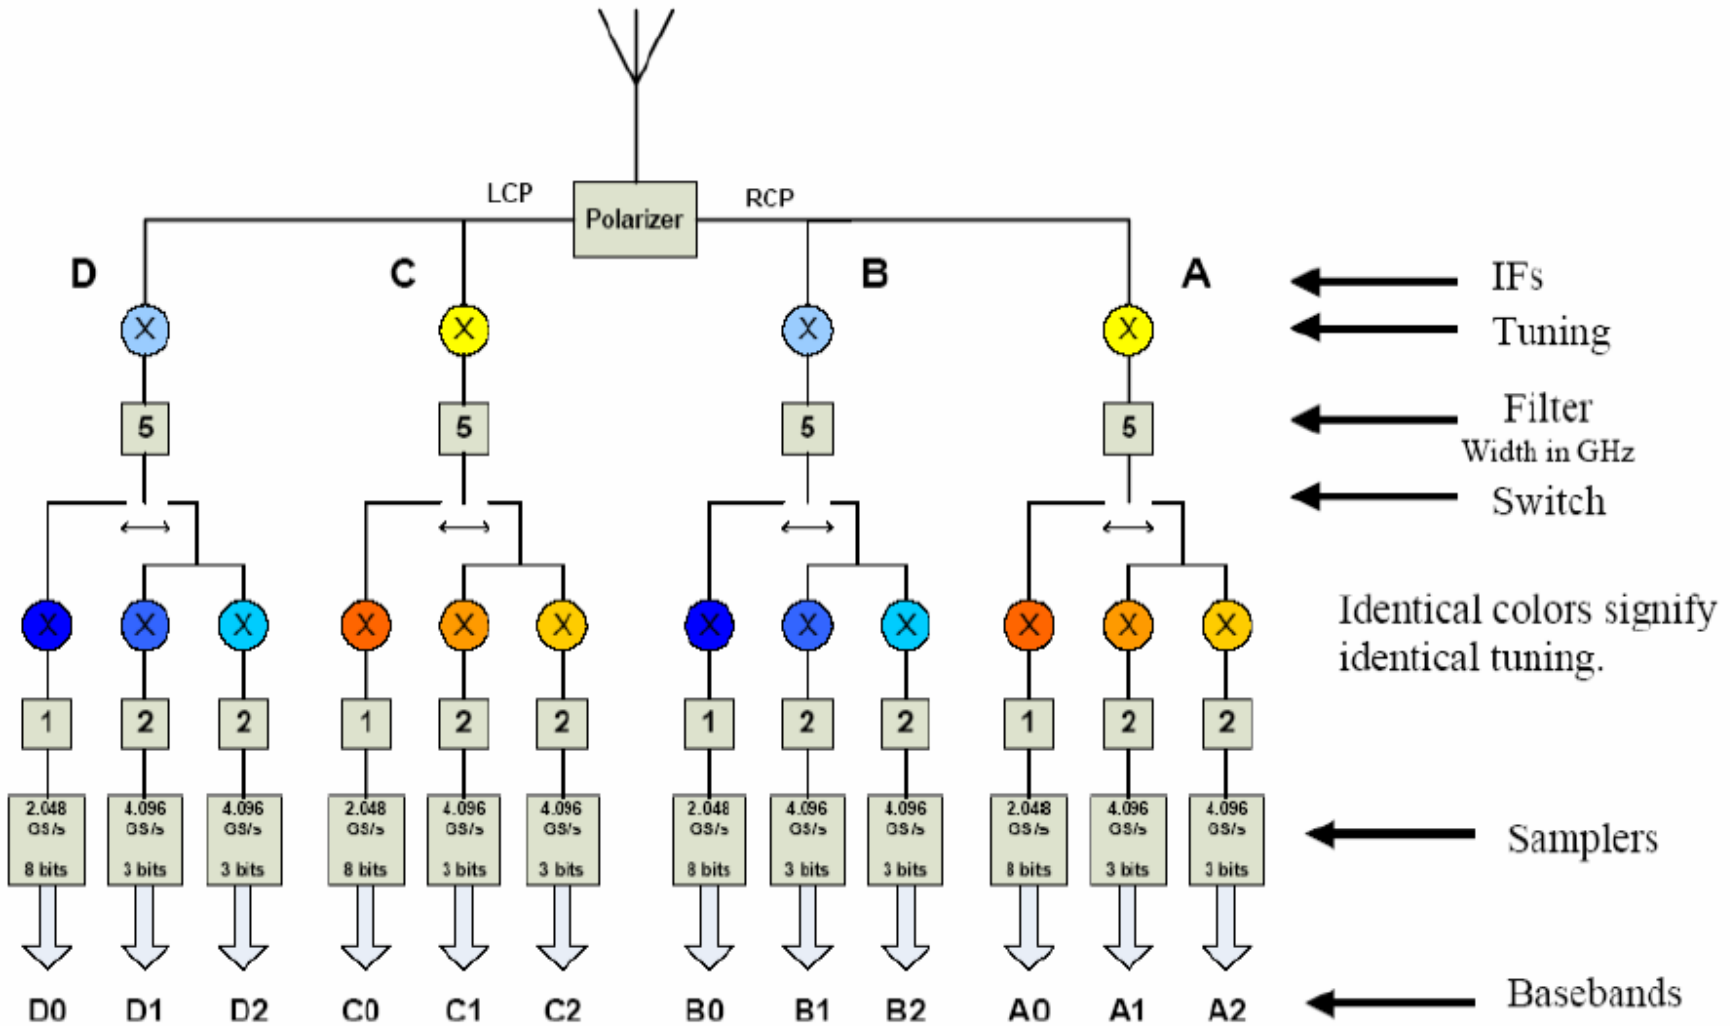 LCP
RCP
Polarizer
D
C
B
A
IFs
X
X
X
X
Tuning
5
5
5
5
Filter
Width in GHz
Switch
X
X
X
X
X
X
X
X
X
X
X
X
Identical colors signify
identical tuning.
1
2
2
1
2
2
1
2
2
1
2
2
2.048
GS/s
8 bits
4.096
GS/s
3 bits
4.096
GS/s
3 bits
2.048
GS/s
8 bits
4.096
GS/s
3 bits
4.096
GS/s
3 bits
2.048
GS/s
8 bits
4.096
GS/s
3 bits
4.096
GS/s
3 bits
2.048
GS/s
8 bits
4.096
GS/s
3 bits
4.096
GS/s
3 bits
Samplers
D0
D1
D2
C0
C1
C2
B0
B1
B2
A0
A1
A2
Basebands